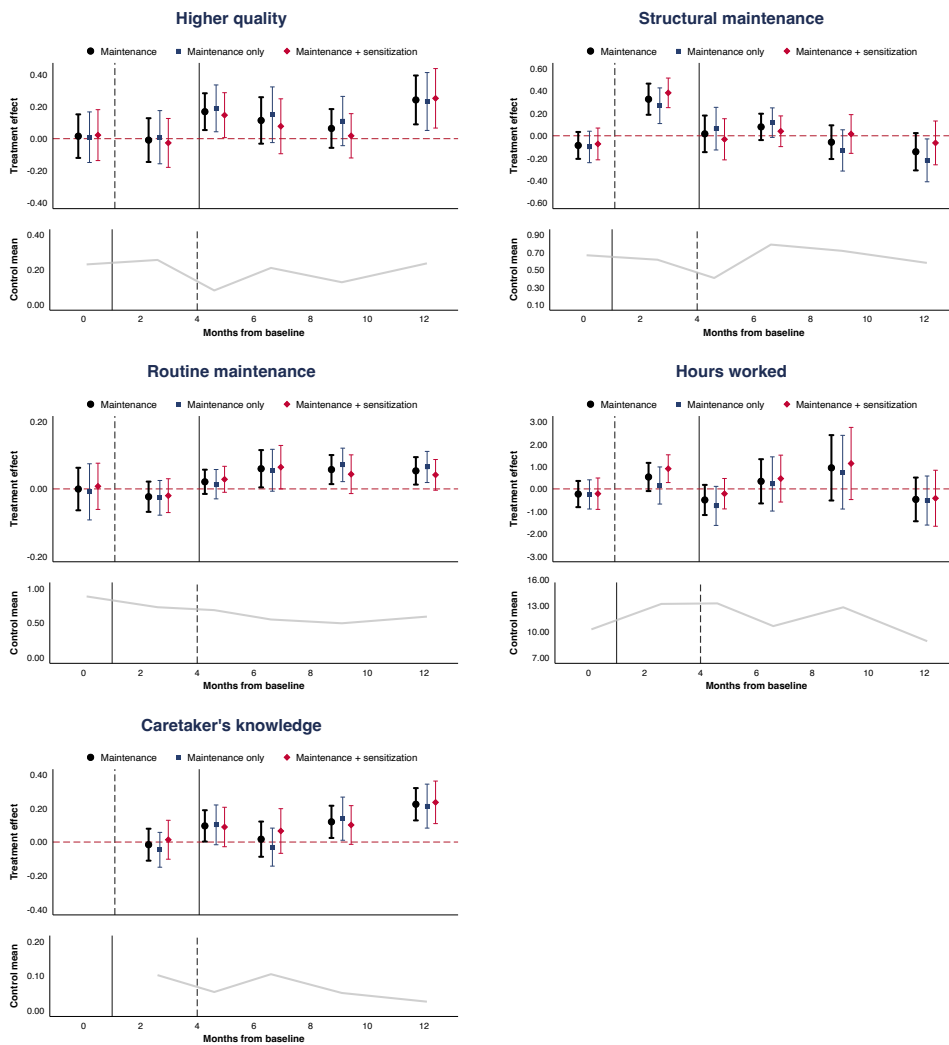 Higher quality
Maintenance Maintenance only Maintenance + sensitization
Treatment effect
0.40
0.20
0.00
-0.20
-0.40
Control mean
0.40
0.20
0.00
0 2 4 6 8 10 12
Months from baseline
Structural maintenance
Maintenance Maintenance only Maintenance + sensitization
Treatment effect
0.60
0.40
0.20
0.00
-0.20
-0.40
-0.60
Control mean
0.90
0.70
0.50
0.30
0.10
0 2 4 6 8 10 12
Months from baseline
Routine maintenance
Maintenance Maintenance only Maintenance + sensitization
Treatment effect
0.20
0.00
-0.20
Control mean
1.00
0.50
0.00
0 2 4 6 8 10 12
Months from baseline
Hours worked
Maintenance Maintenance only Maintenance + sensitization
Treatment effect
3.00
2.00
1.00
0.00
-1.00
-2.00
-3.00
Control mean
16.00
13.00
10.00
7.00
0 2 4 6 8 10 12
Months from baseline
Caretaker's knowledge
Maintenance Maintenance only Maintenance + sensitization
Treatment effect
0.40
0.20
0.00
-0.20
-0.40
Control mean
0.20
0.10
0.00
0 2 4 6 8 10 12
Months from baseline